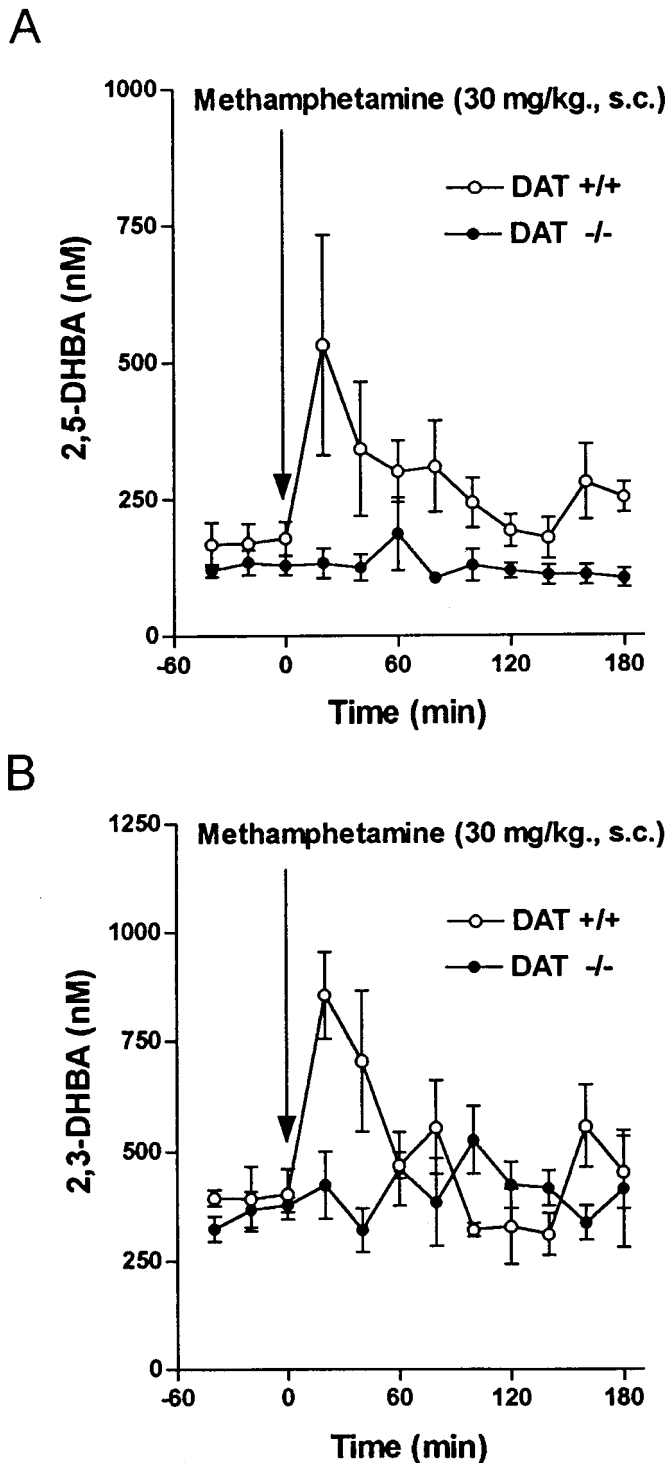 A
Methamphetamine (30 mg/kg., s.c.)
DAT +/+
DAT -/-
2,5-DHBA (nM)
1000
750
500
250
0
-60 0 60 120 180
Time (min)
B
Methamphetamine (30 mg/kg., s.c.)
DAT +/+
DAT -/-
2,3-DHBA (nM)
1250
1000
750
500
250
0
-60 0 60 120 180
Time (min)